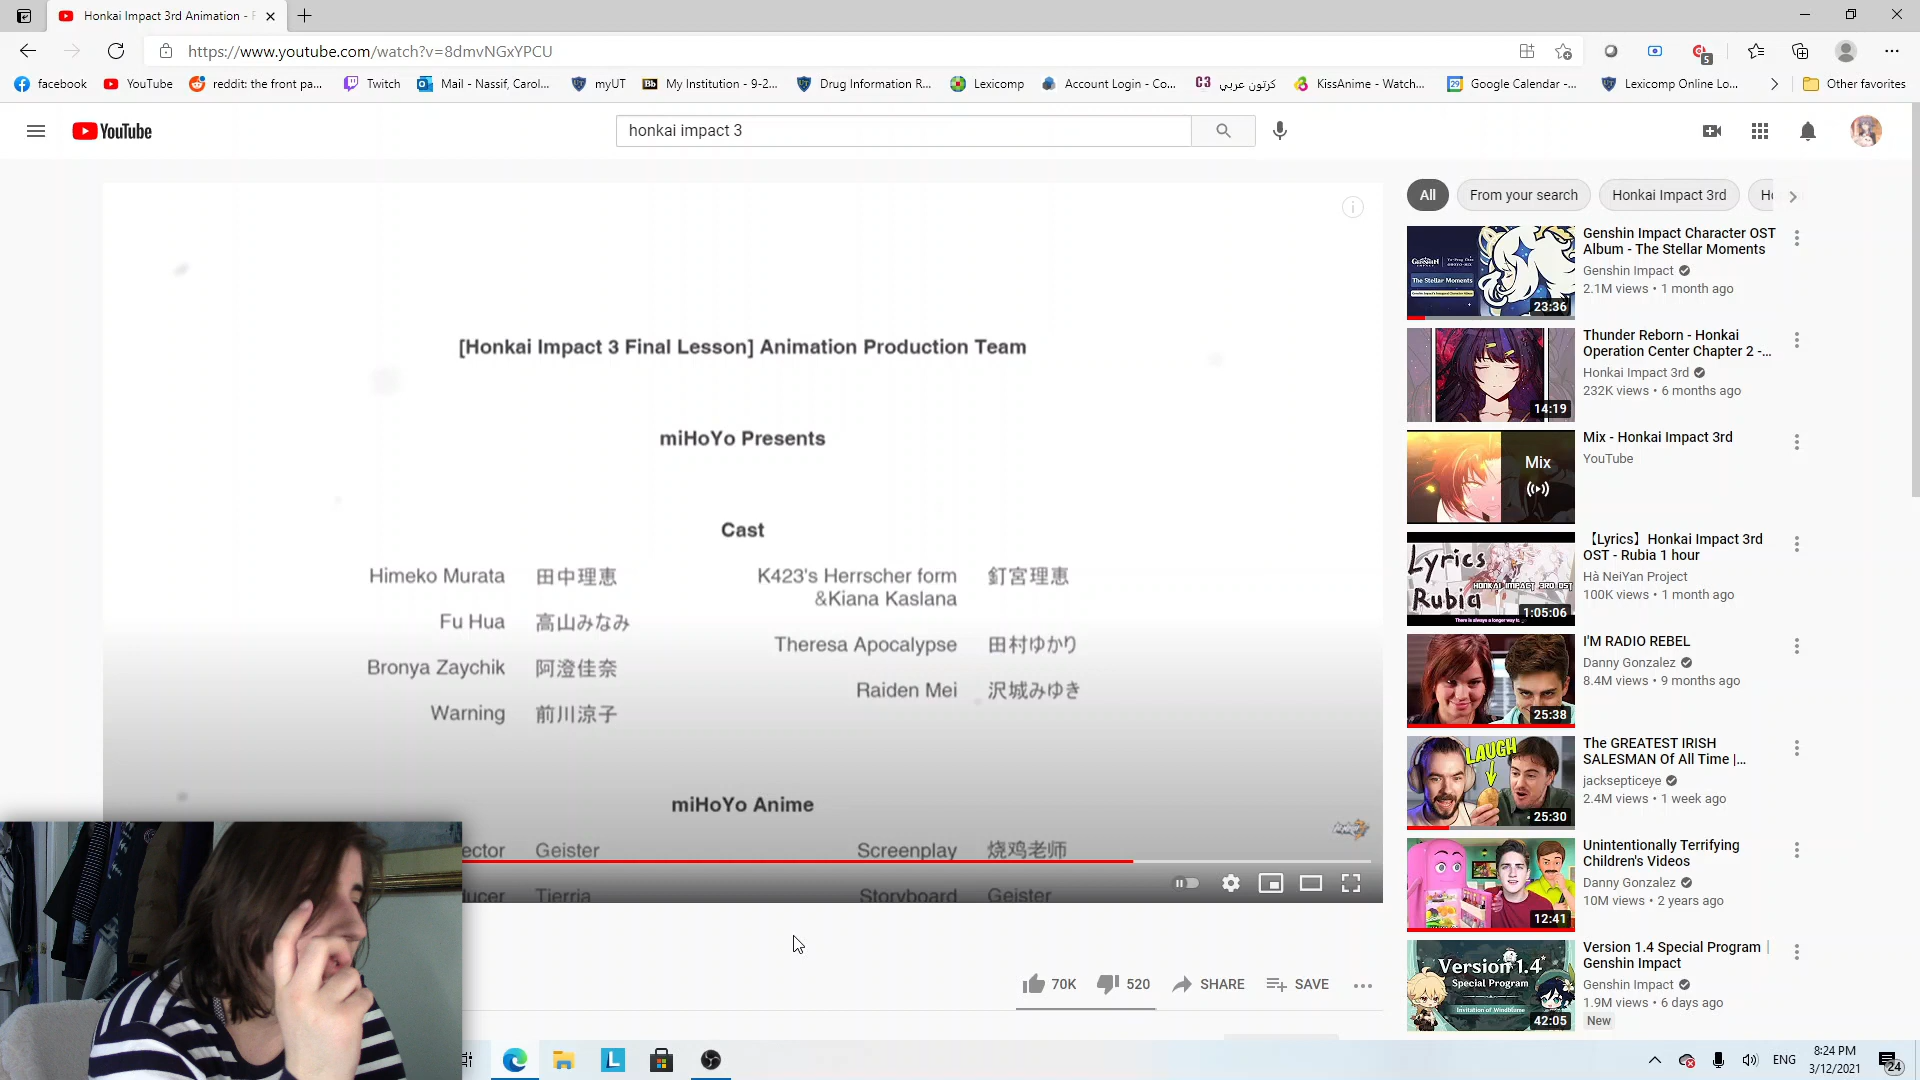 Honkai Impact 3rd Animation - F
https://www.youtube.com/watch?v=8dmvNGxYPCU
5
facebook
YouTube
reddit: the front pa...
Twitch
Mail - Nassif, Carol...
myUT
My Institution - 9-2...
Drug Information R...
Lexicomp
Account Login - Co...
كرتون عربي
KissAnime - Watch...
Google Calendar -...
Lexicomp Online Lo...
Other favorites
YouTube
honkai impact 3
[Honkai Impact 3 Final Lesson] Animation Production Team
miHoYo Presents
Cast
Himeko Murata 田中理恵
K423's Herrscher form 釘宮理恵
&Kiana Kaslana
Fu Hua 高山みなみ
Theresa Apocalypse 田村ゆかり
Bronya Zaychik 阿澄佳奈
Raiden Mei 沢城みゆき
Warning 前川涼子
miHoYo Anime
ector Geister Screenplay 烧鸡老师
ucer Tierria Storyboard Geister
70K 520 SHARE SAVE
All From your search Honkai Impact 3rd
Genshin Impact Character OST
Album - The Stellar Moments
Genshin Impact
2.1M views • 1 month ago
The Stellar Moments
23:36
Thunder Reborn - Honkai
Operation Center Chapter 2 -...
Honkai Impact 3rd
232K views • 6 months ago
14:19
Mix - Honkai Impact 3rd
YouTube
Mix
【Lyrics】Honkai Impact 3rd
OST - Rubia 1 hour
Hà NeiYan Project
100K views • 1 month ago
Lyrics
HONKAI IMPACT 3RD OST
Rubia
1:05:06
I'M RADIO REBEL
Danny Gonzalez
8.4M views • 9 months ago
25:38
The GREATEST IRISH
SALESMAN Of All Time |...
jacksepticeye
2.4M views • 1 week ago
LAUGH
25:30
Unintentionally Terrifying
Children's Videos
Danny Gonzalez
10M views • 2 years ago
12:41
Version 1.4 Special Program |
Genshin Impact
Genshin Impact
1.9M views • 6 days ago
New
Version 1.4
Special Program
Invitation of Windblume
42:05
ENG
8:24 PM
3/12/2021
24